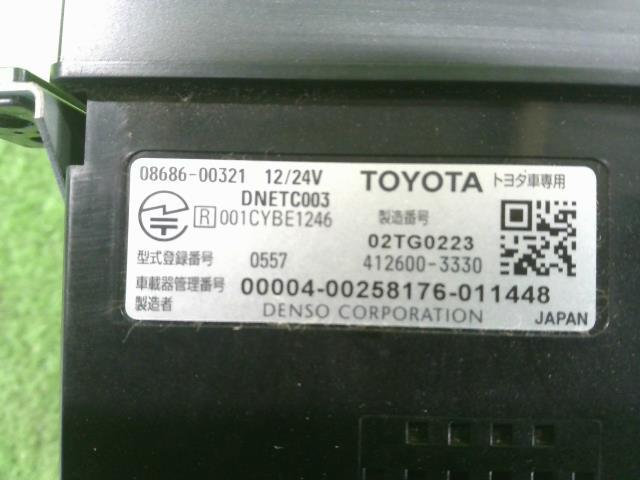 08686-00321 12/24V TOYOTA トヨタ車専用
DNETC003
R 001CYBE1246 製造番号
02TG0223
型式登録番号 0557 412600-3330
車載器管理番号 00004-00258176-011448
製造者 DENSO CORPORATION JAPAN